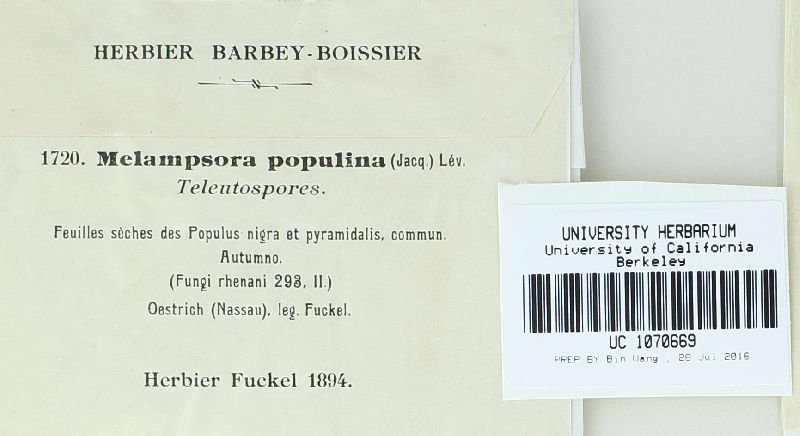 HERBIER BARBEY-BOISSIER
1720. Melampsora populina (Jacq.) Lév.
Teleutospores.
Feuilles sèches des Populus nigra et pyramidalis, commun.
Autumno.
(Fungi rhenani 293, II.)
Oestrich (Nassau), leg. Fuckel.
Herbier Fuckel 1894.
UNIVERSITY HERBARIUM
University of California
Berkeley
UC 1070669
PREP BY Bin Wang , 28 Jul 2016